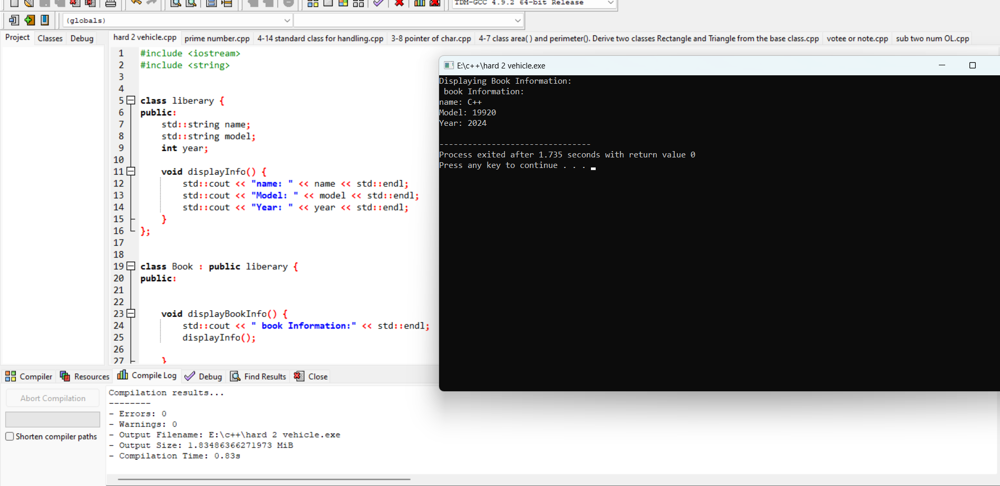 TDM-GCC 4.9.2 64-bit Release
(globals)
Project Classes Debug
hard 2 vehicle.cpp prime number.cpp 4-14 standard class for handling.cpp 3-8 pointer of char.cpp 4-7 class area( ) and perimeter(). Derive two classes Rectangle and Triangle from the base class.cpp votee or note.cpp sub two num OL.cpp
1 #include <iostream>
2 #include <string>
3
4
5 class liberary {
6 public:
7 std::string name;
8 std::string model;
9 int year;
10
11 void displayInfo() {
12 std::cout << "name: " << name << std::endl;
13 std::cout << "Model: " << model << std::endl;
14 std::cout << "Year: " << year << std::endl;
15 }
16 };
17
18
19 class Book : public liberary {
20 public:
21
22
23 void displayBookInfo() {
24 std::cout << " book Information:" << std::endl;
25 displayInfo();
26
27 }
E:\c++\hard 2 vehicle.exe
Displaying Book Information:
 book Information:
name: C++
Model: 19920
Year: 2024
--------------------------------
Process exited after 1.735 seconds with return value 0
Press any key to continue . . .
Compiler Resources Compile Log Debug Find Results Close
Abort Compilation
Shorten compiler paths
Compilation results...
--------
- Errors: 0
- Warnings: 0
- Output Filename: E:\c++\hard 2 vehicle.exe
- Output Size: 1.83486366271973 MiB
- Compilation Time: 0.83s